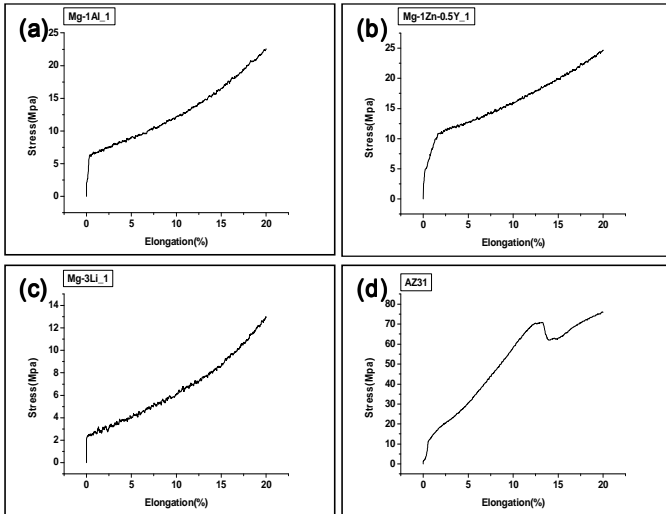 (a)
Mg-1Al_1
Stress(Mpa)
25
20
15
10
5
0
0 5 10 15 20
Elongation(%)
(b)
Mg-1Zn-0.5Y_1
Stress(Mpa)
30
25
20
15
10
5
0
0 5 10 15 20
Elongation(%)
(c)
Mg-3Li_1
Stress(Mpa)
14
12
10
8
6
4
2
0
0 5 10 15 20
Elongation(%)
(d)
AZ31
Stress(Mpa)
80
70
60
50
40
30
20
10
0
0 5 10 15 20
Elongation(%)